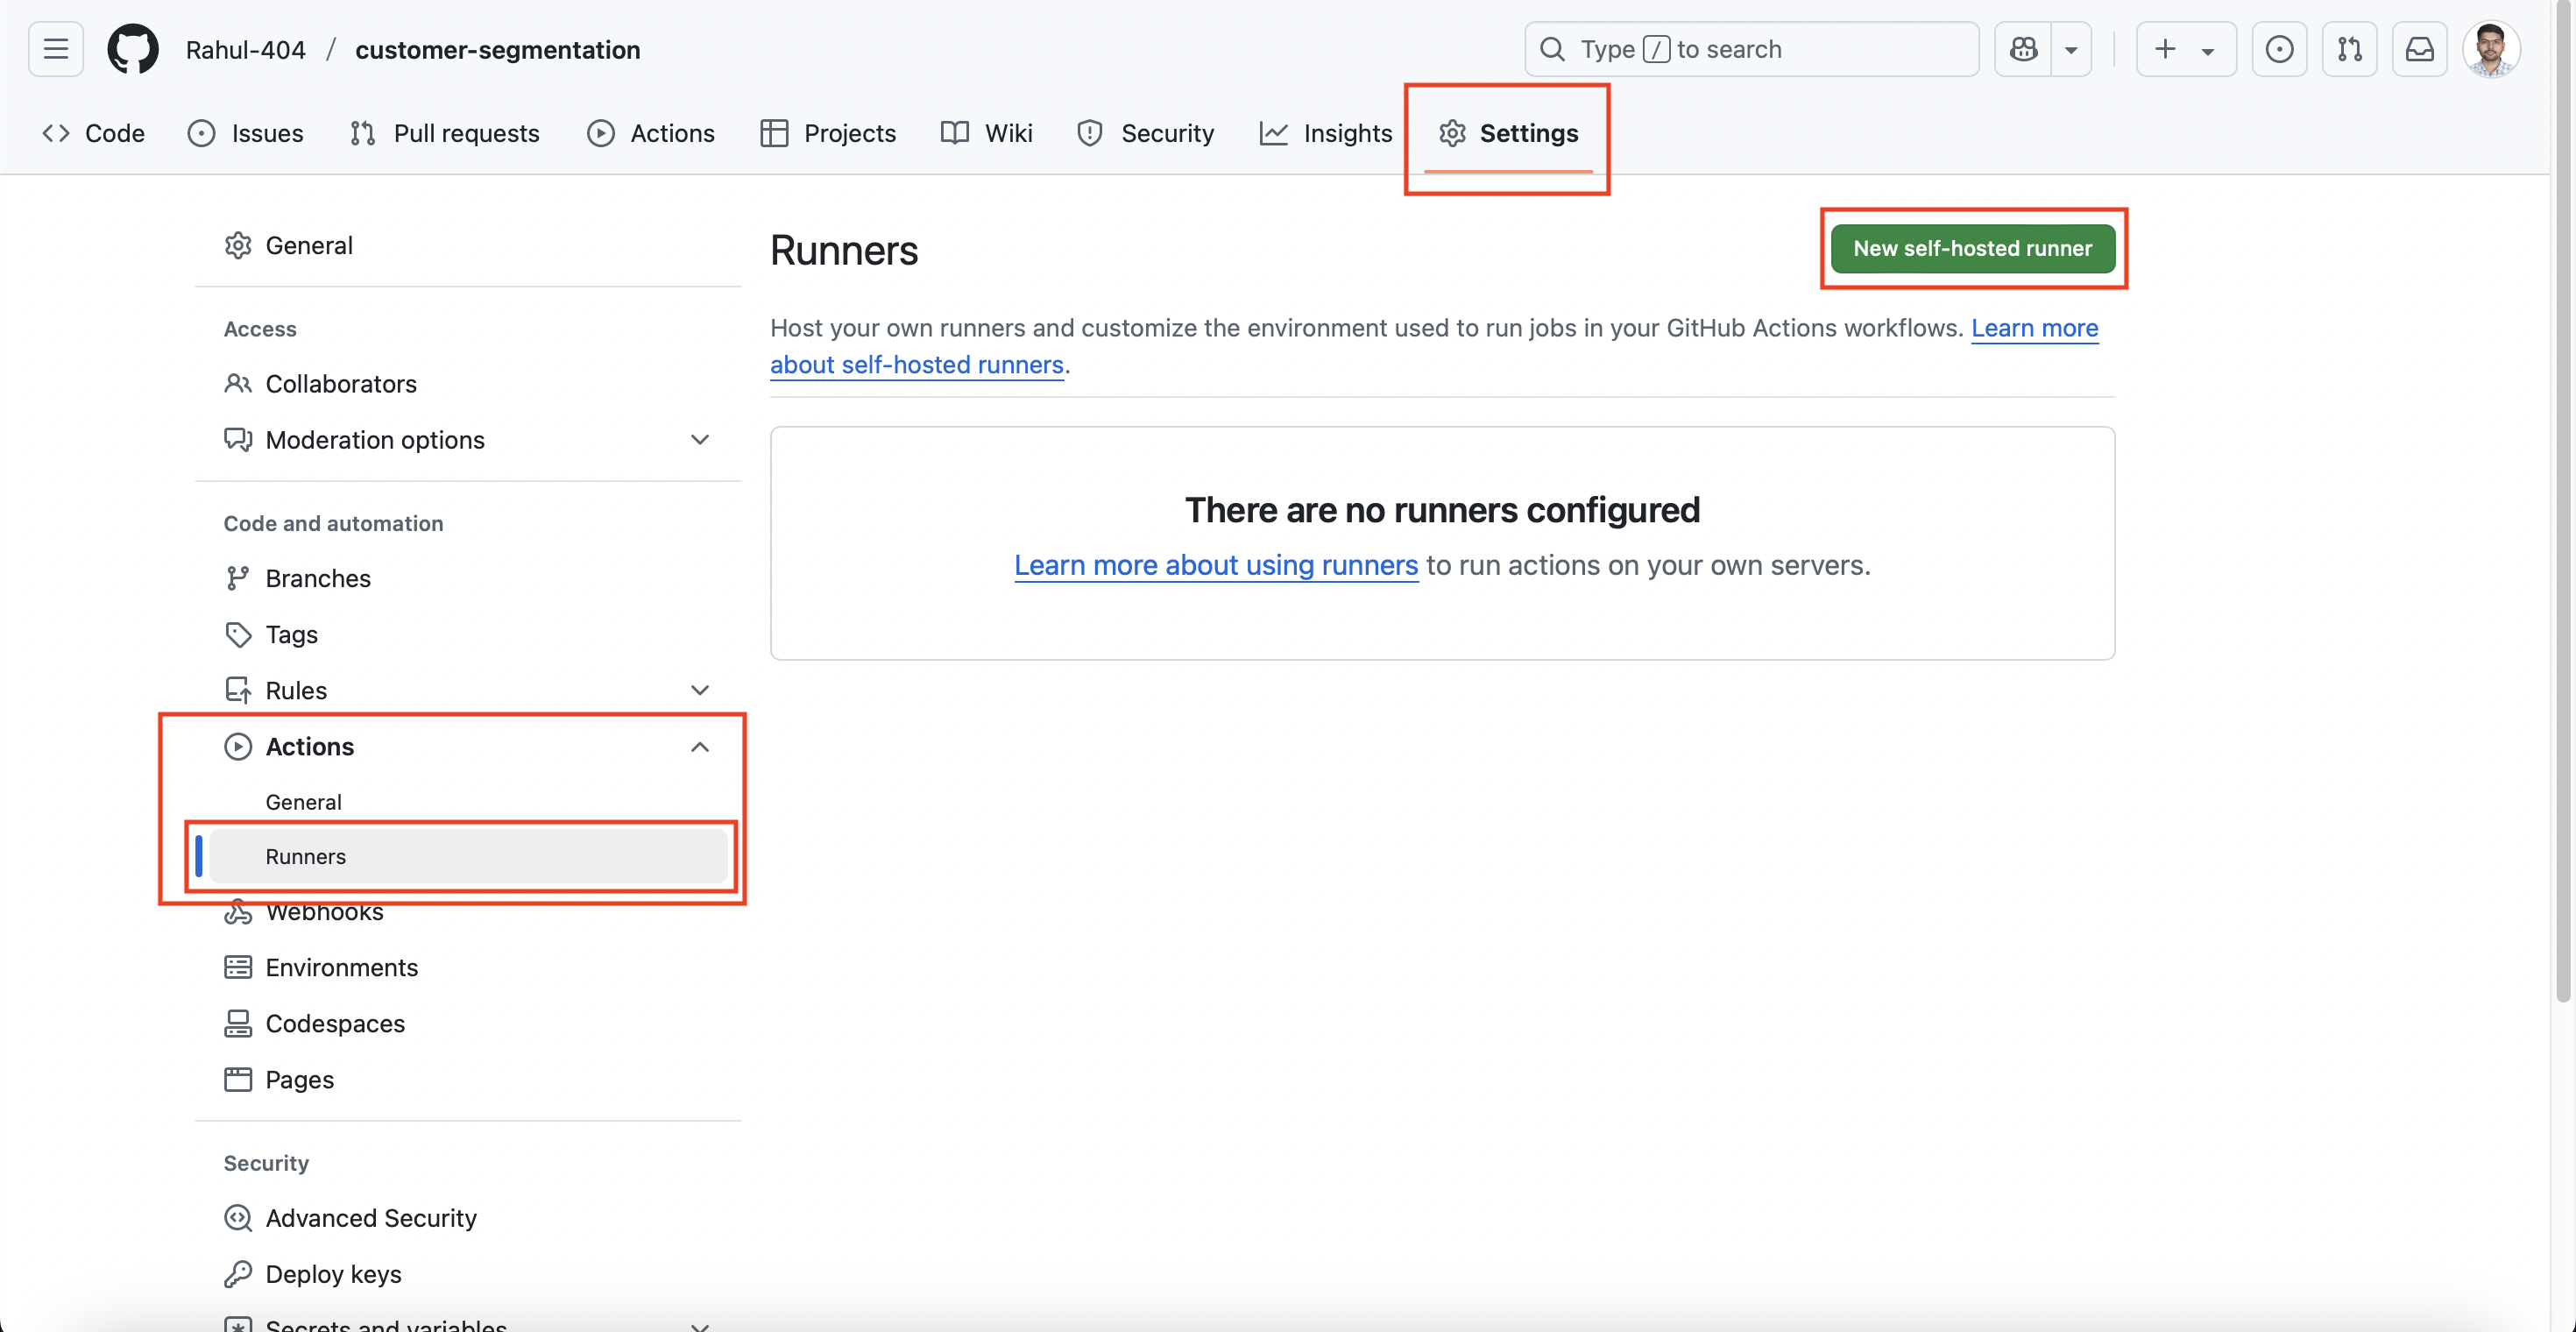 Rahul-404 / customer-segmentation
Type / to search
Code
Issues
Pull requests
Actions
Projects
Wiki
Security
Insights
Settings
General
Access
Collaborators
Moderation options
Code and automation
Branches
Tags
Rules
Actions
General
Runners
Webhooks
Environments
Codespaces
Pages
Security
Advanced Security
Deploy keys
Secrets and variables
Runners
New self-hosted runner
Host your own runners and customize the environment used to run jobs in your GitHub Actions workflows. Learn more
about self-hosted runners.
There are no runners configured
Learn more about using runners to run actions on your own servers.